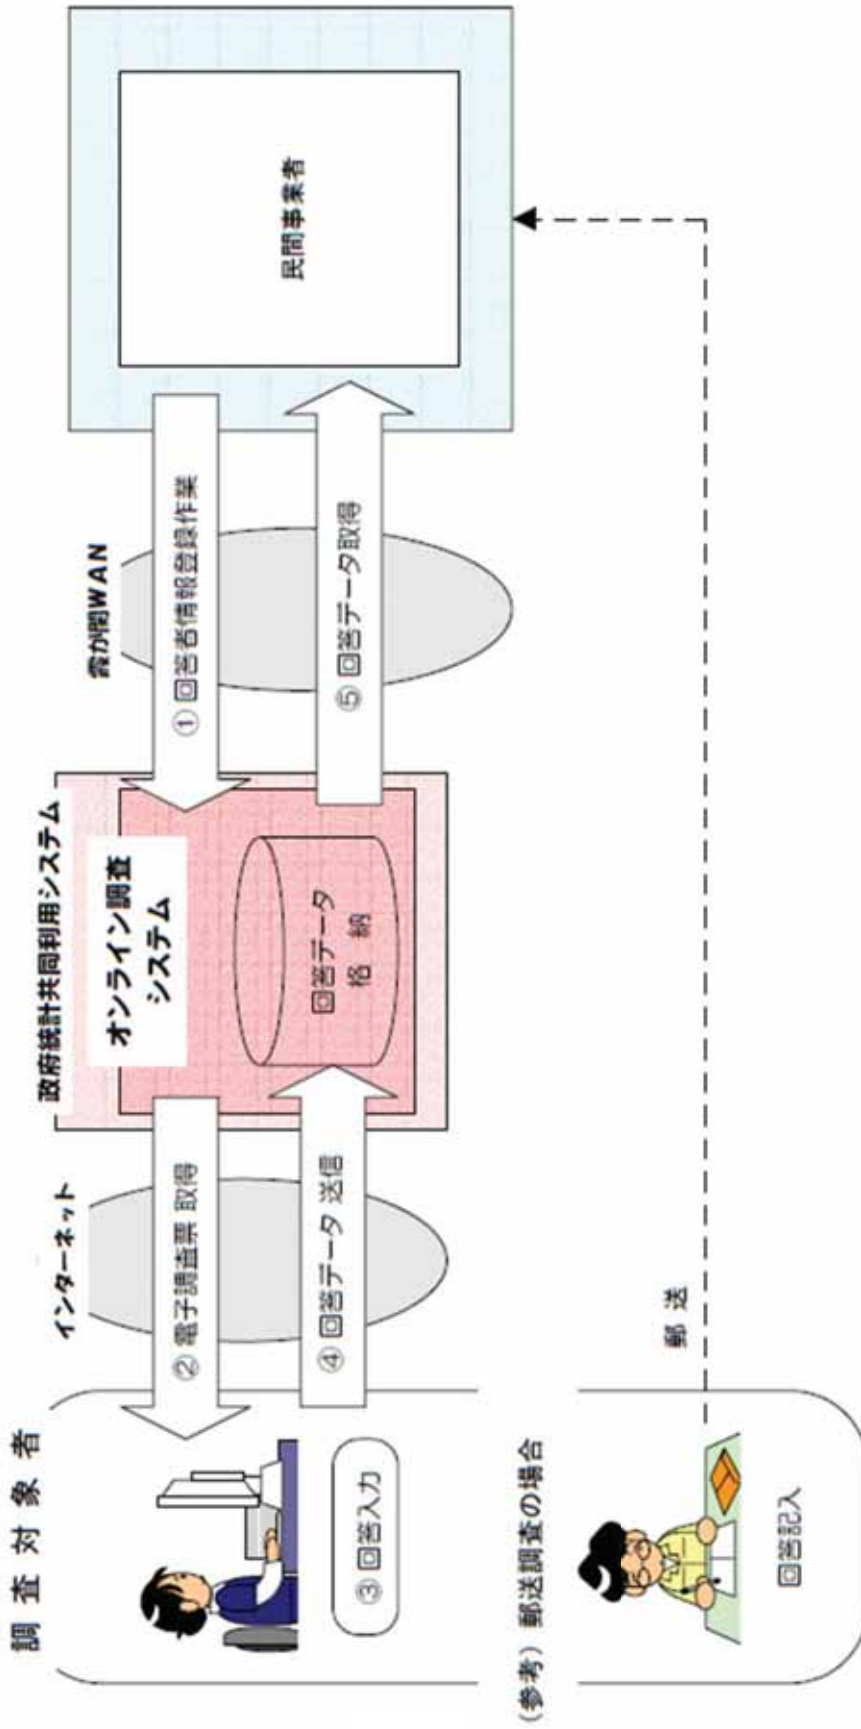 調査対象者
インターネット
政府統計共同利用システム
霞が関WAN
オンライン調査
システム
民間事業者
① 回答者情報登録作業
② 電子調査票 取得
③ 回答入力
④ 回答データ 送信
回答データ
格 納
⑤ 回答データ取得
(参考) 郵送調査の場合
回答記入
郵 送